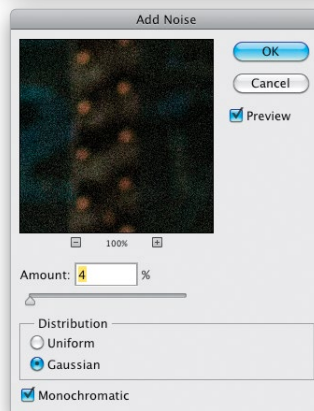 Add Noise
OK
Cancel
Preview
100%
Amount: 4 %
Distribution
Uniform
Gaussian
Monochromatic